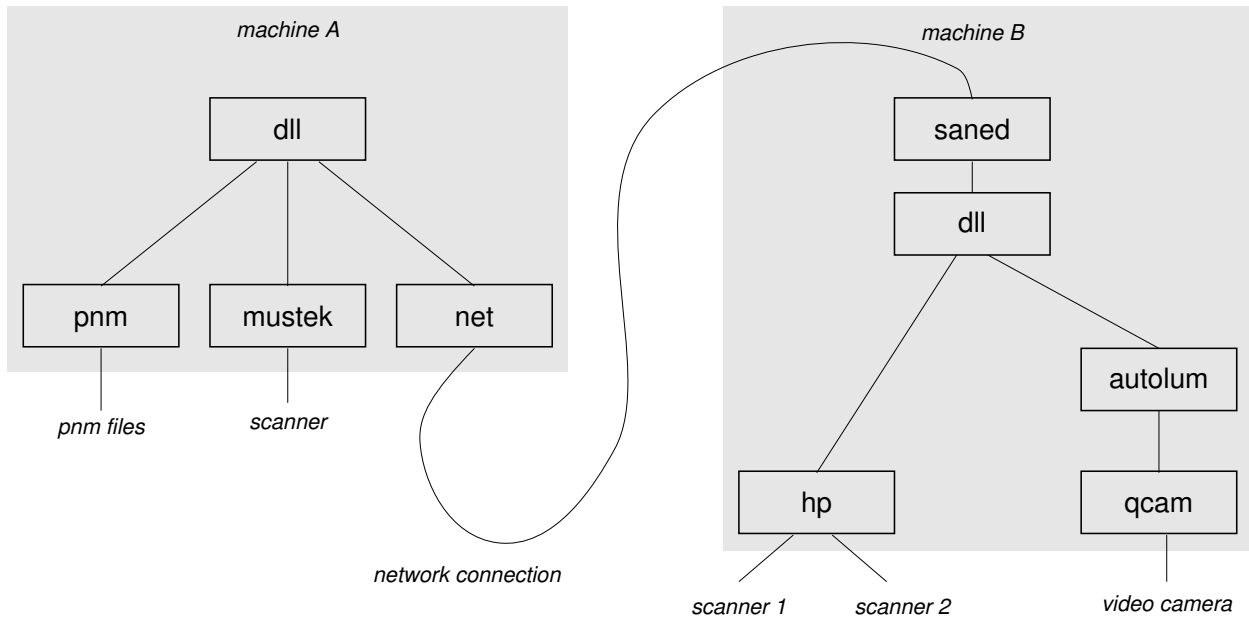 machine A
machine B
dll
saned
dll
pnm
mustek
net
autolum
pnm files
scanner
hp
qcam
network connection
scanner 1
scanner 2
video camera